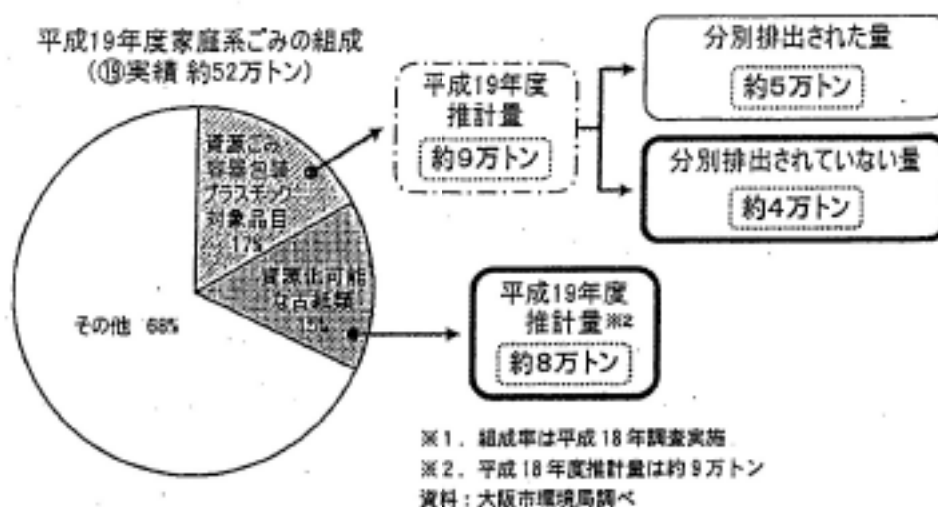 平成19年度家庭系ごみの組成
(⑲実績 約52万トン)
資源ごみ
容器包装
プラスチック
対象品目
17%
資源化可能
な古紙類
15%
その他 68%
平成19年度
推計量
約9万トン
分別排出された量
約5万トン
分別排出されていない量
約4万トン
平成19年度
推計量※2
約8万トン
※1．組成率は平成18年調査実施
※2．平成18年度推計量は約9万トン
資料：大阪市環境局調べ